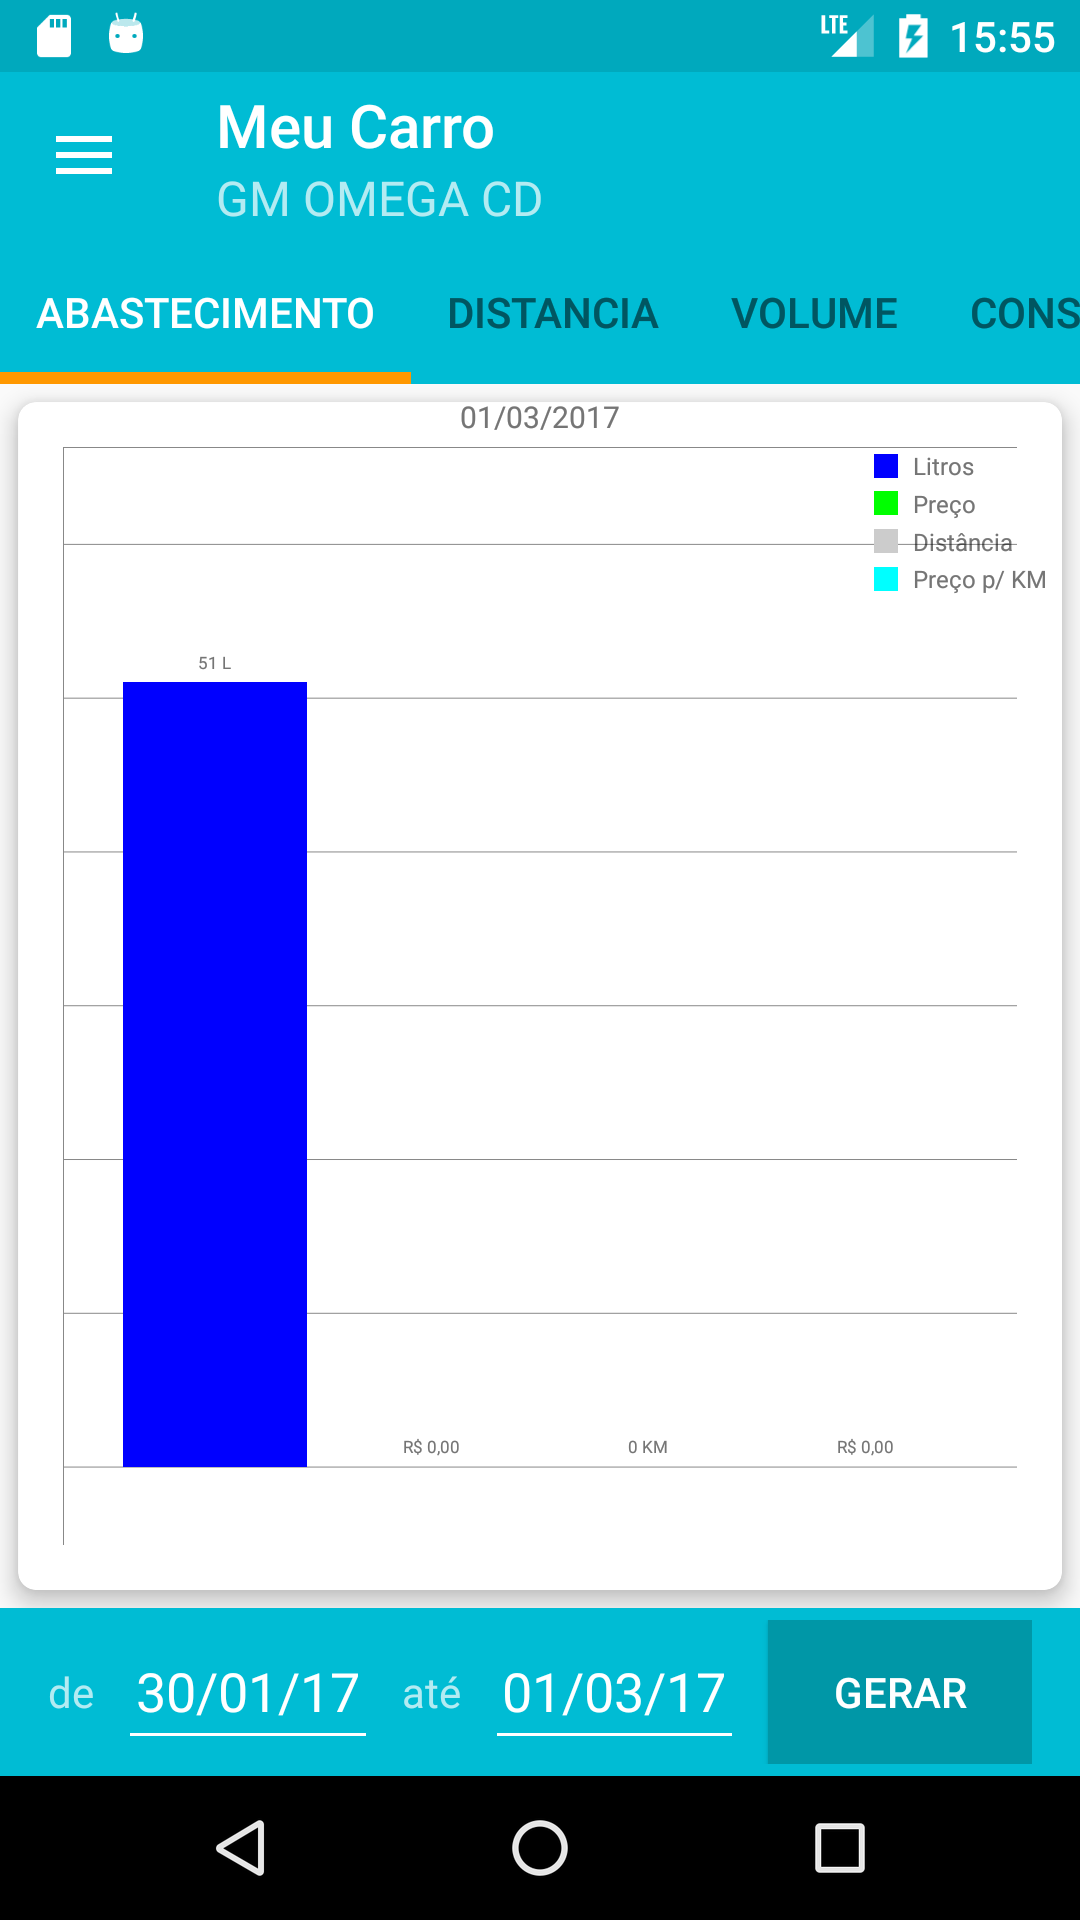 LTE 15:55
Meu Carro
GM OMEGA CD
ABASTECIMENTO DISTANCIA VOLUME CONS
01/03/2017
Litros
Preço
Distância
Preço p/ KM
51 L
R$ 0,00 0 KM R$ 0,00
de 30/01/17 até 01/03/17 GERAR